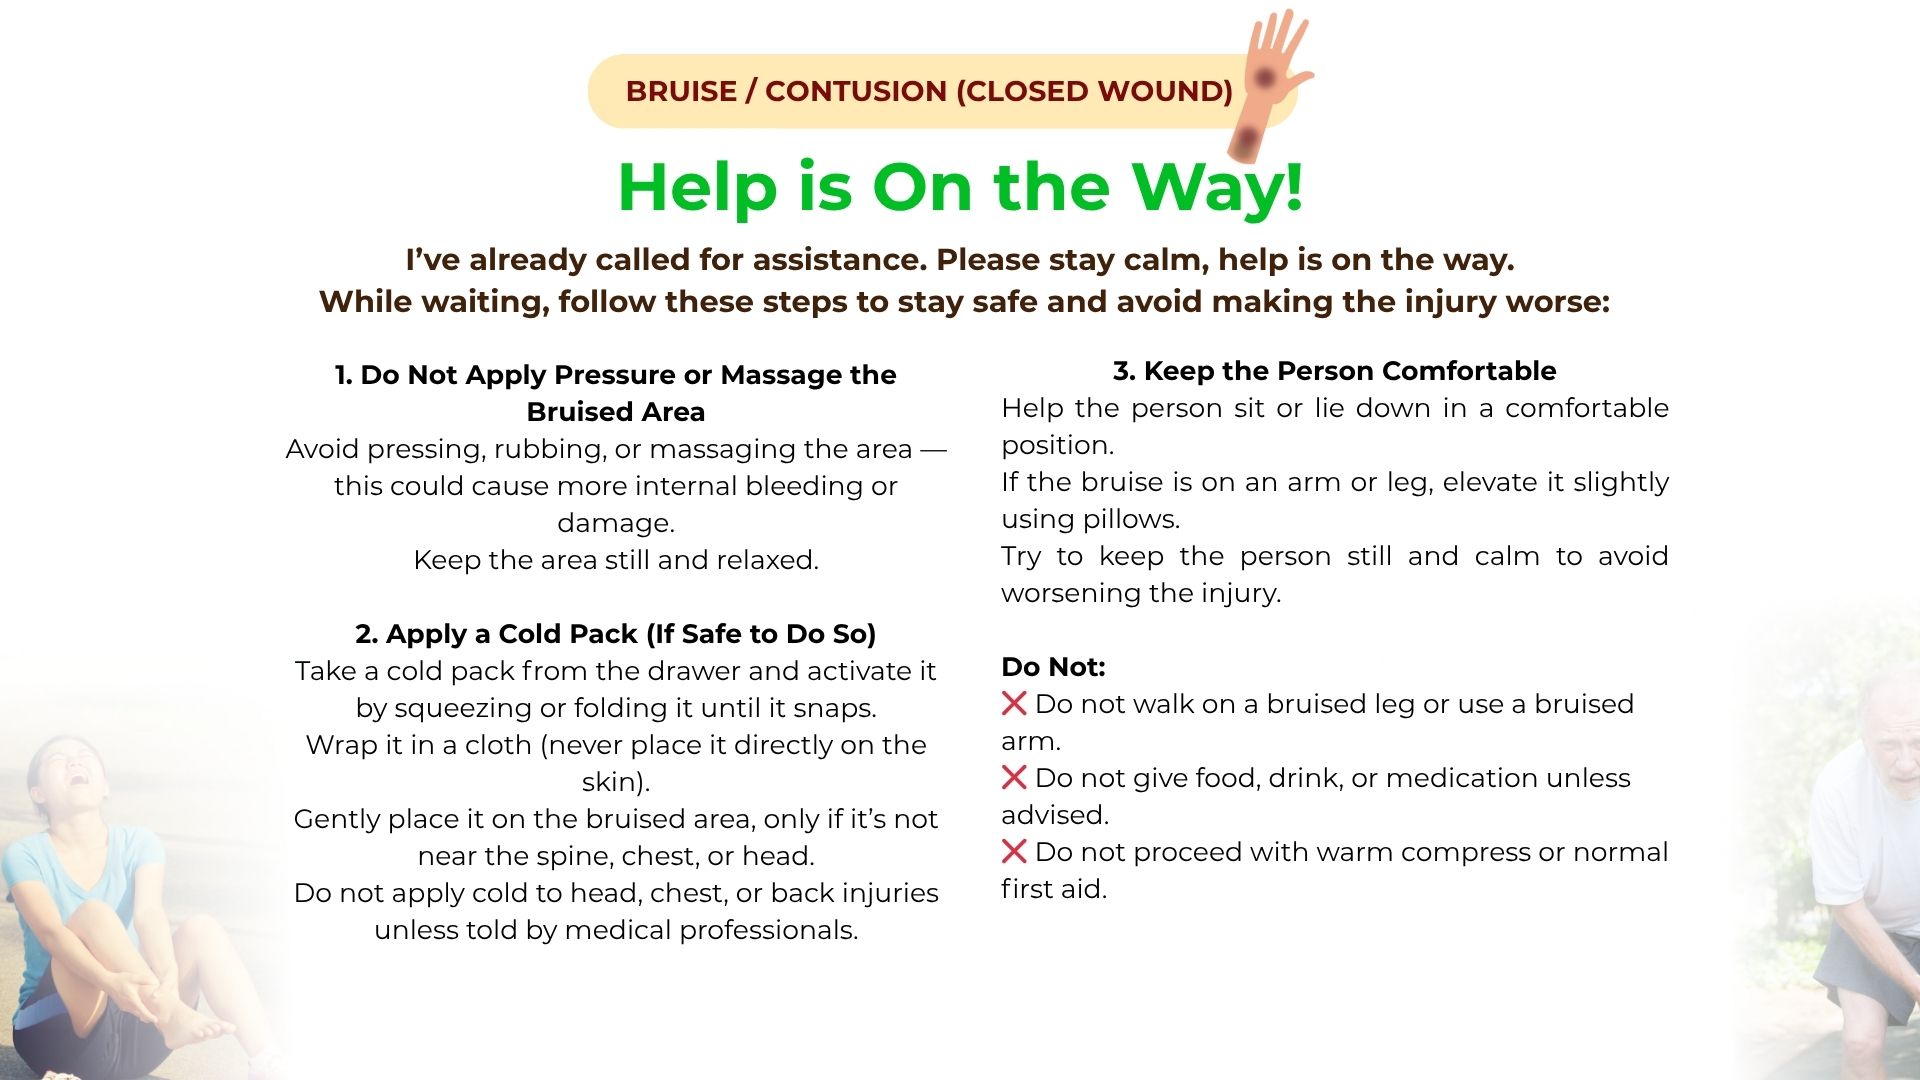 BRUISE / CONTUSION (CLOSED WOUND)
Help is On the Way!
I’ve already called for assistance. Please stay calm, help is on the way.
While waiting, follow these steps to stay safe and avoid making the injury worse:
1. Do Not Apply Pressure or Massage the
Bruised Area
Avoid pressing, rubbing, or massaging the area —
this could cause more internal bleeding or
damage.
Keep the area still and relaxed.
2. Apply a Cold Pack (If Safe to Do So)
Take a cold pack from the drawer and activate it
by squeezing or folding it until it snaps.
Wrap it in a cloth (never place it directly on the
skin).
Gently place it on the bruised area, only if it’s not
near the spine, chest, or head.
Do not apply cold to head, chest, or back injuries
unless told by medical professionals.
3. Keep the Person Comfortable
Help the person sit or lie down in a comfortable
position.
If the bruise is on an arm or leg, elevate it slightly
using pillows.
Try to keep the person still and calm to avoid
worsening the injury.
Do Not:
❌ Do not walk on a bruised leg or use a bruised
arm.
❌ Do not give food, drink, or medication unless
advised.
❌ Do not proceed with warm compress or normal
first aid.